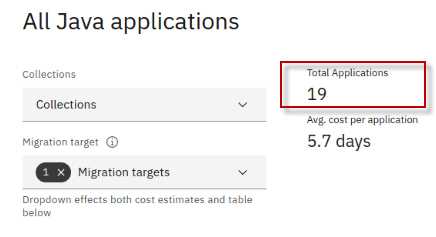 All Java applications
Collections
Collections
Migration target
1 × Migration targets
Dropdown effects both cost estimates and table
below
Total Applications
19
Avg. cost per application
5.7 days